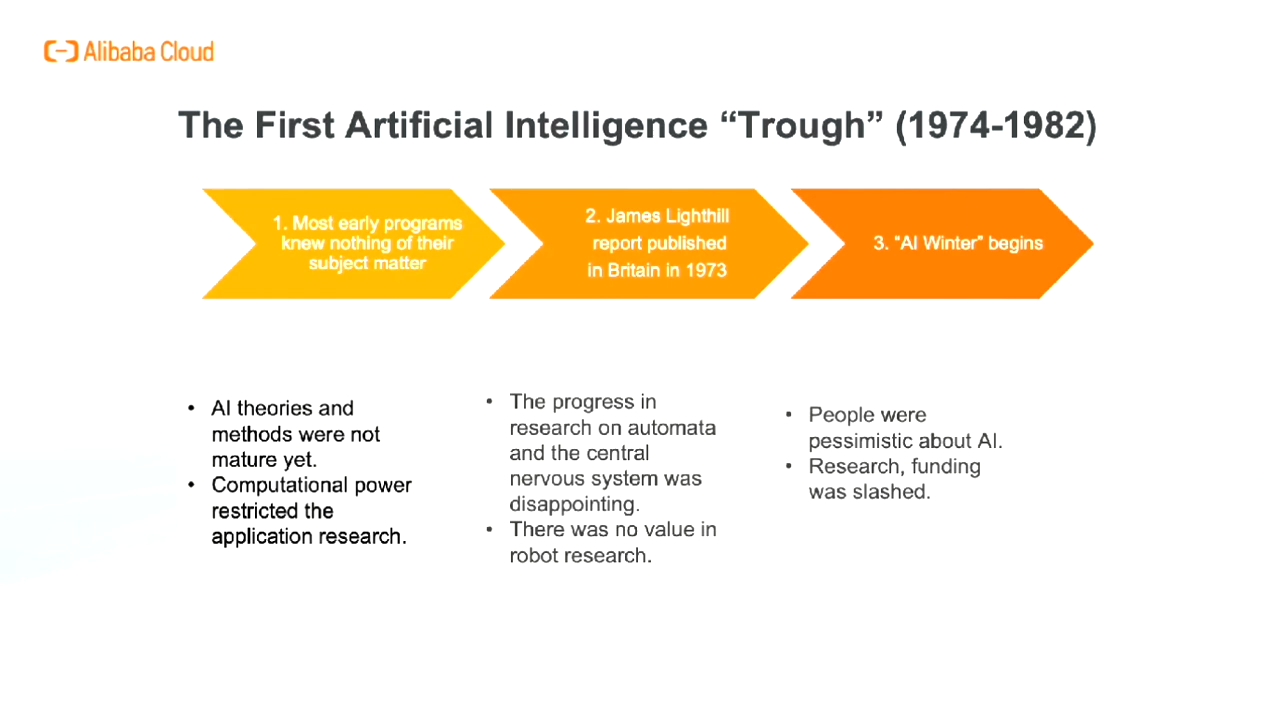 Alibaba Cloud
The First Artificial Intelligence “Trough” (1974-1982)
1. Most early programs
knew nothing of their
subject matter
2. James Lighthill
report published
in Britain in 1973
3. “AI Winter” begins
• AI theories and
methods were not
mature yet.
• Computational power
restricted the
application research.
• The progress in
research on automata
and the central
nervous system was
disappointing.
• There was no value in
robot research.
• People were
pessimistic about AI.
• Research, funding
was slashed.